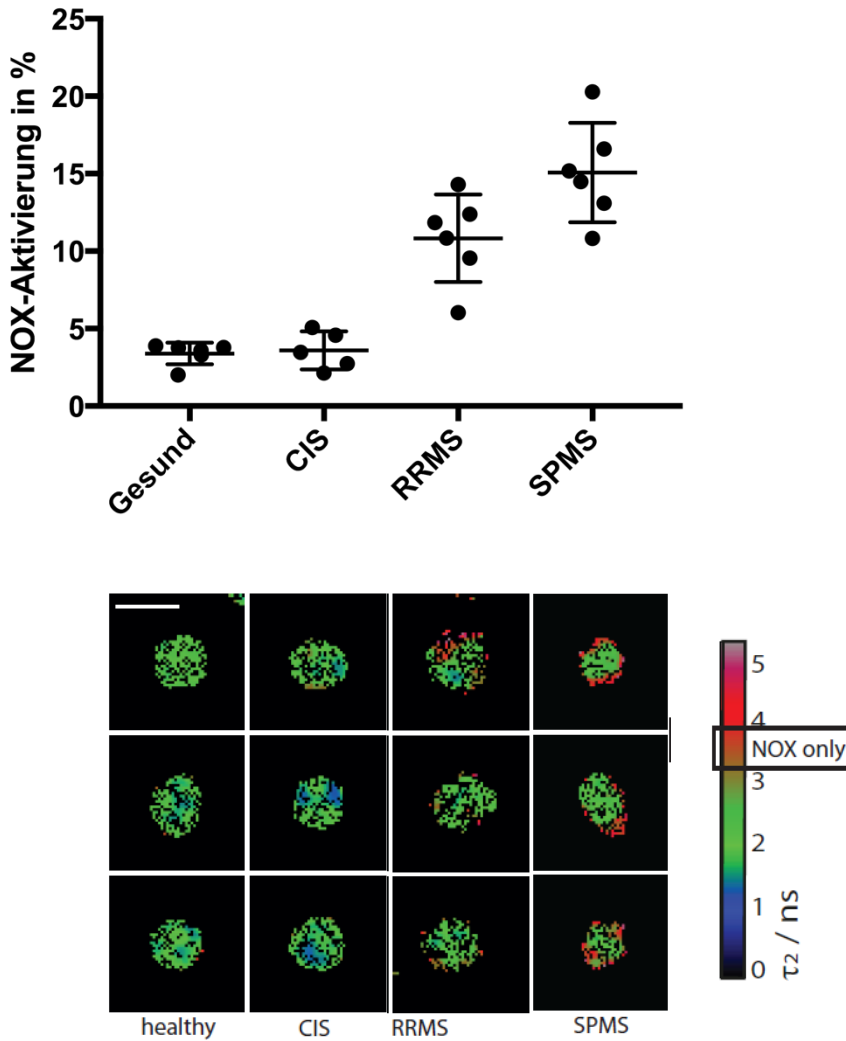 NOX-Aktivierung in %
25
20
15
10
5
0
Gesund
CIS
RRMS
SPMS
5
4
NOX only
3
2
1
0
τ2 / ns
healthy
CIS
RRMS
SPMS